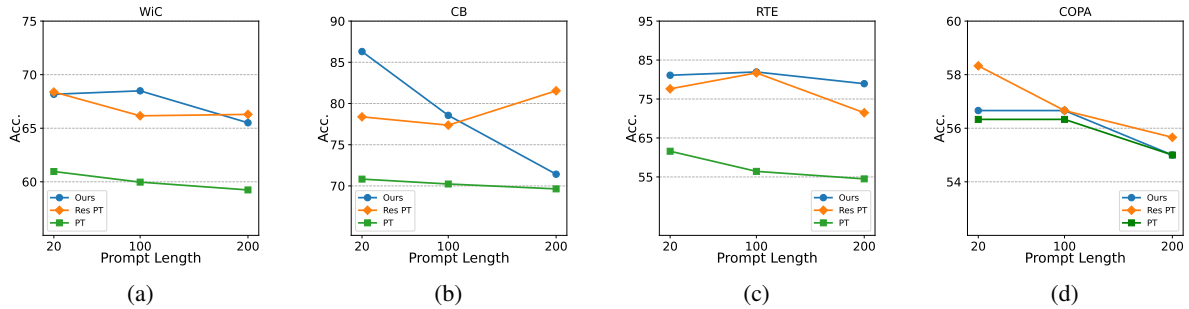 WiC
75
70
65
60
Acc.
Ours
Res PT
PT
20 100 200
Prompt Length
(a)
CB
90
85
80
75
70
Acc.
Ours
Res PT
PT
20 100 200
Prompt Length
(b)
RTE
95
85
75
65
55
Acc.
Ours
Res PT
PT
20 100 200
Prompt Length
(c)
COPA
60
58
56
54
Acc.
Ours
Res PT
PT
20 100 200
Prompt Length
(d)